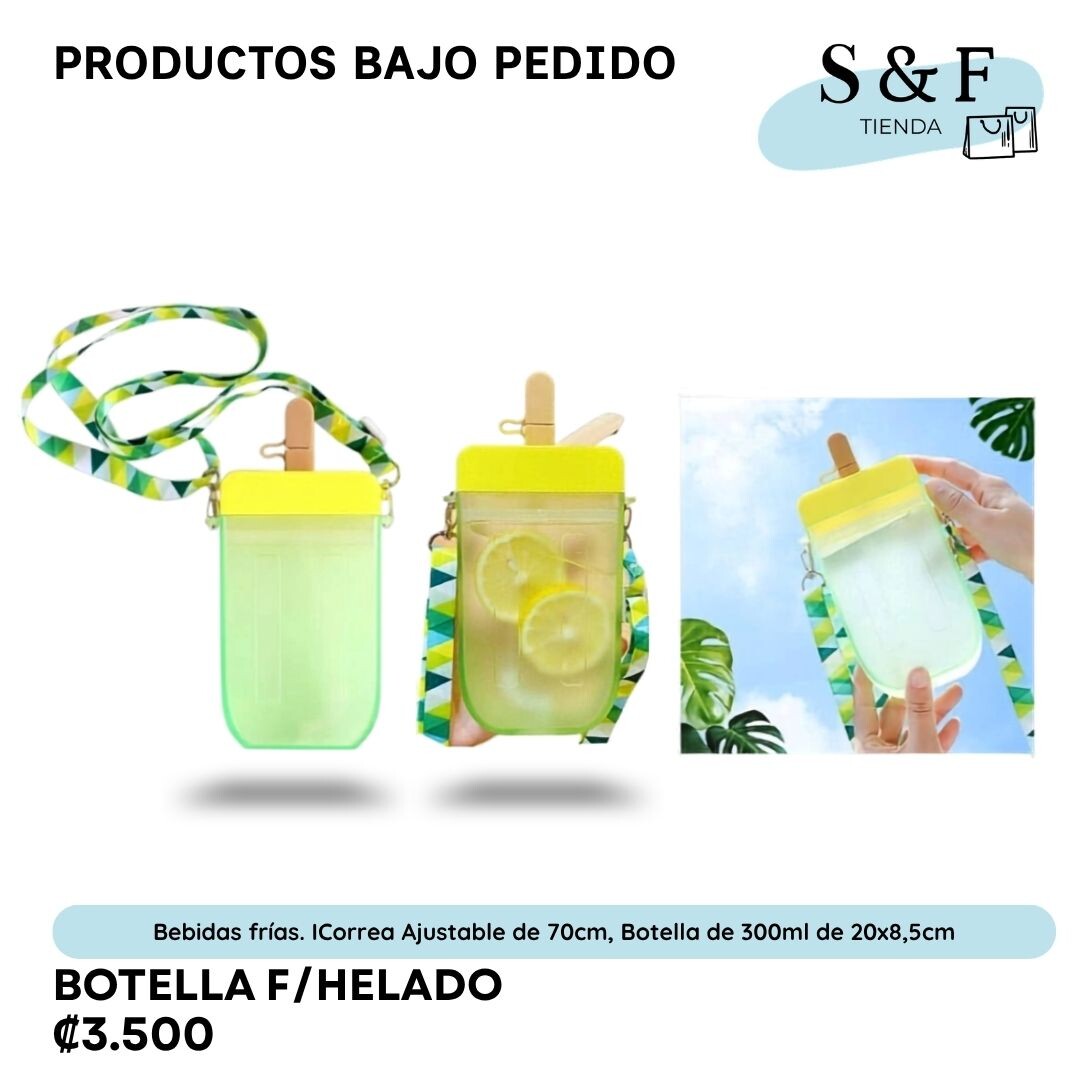 PRODUCTOS BAJO PEDIDO
S & F
TIENDA
Bebidas frías. ICorrea Ajustable de 70cm, Botella de 300ml de 20x8,5cm
BOTELLA F/HELADO
₡3.500